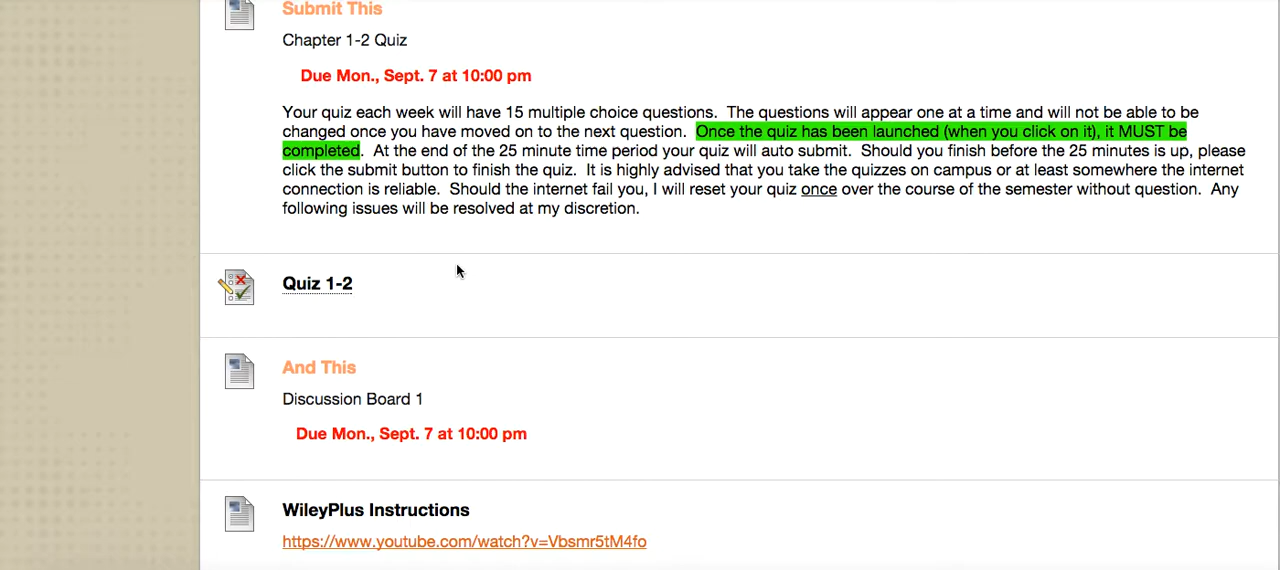 Submit This
Chapter 1-2 Quiz
Due Mon., Sept. 7 at 10:00 pm
Your quiz each week will have 15 multiple choice questions.  The questions will appear one at a time and will not be able to be
changed once you have moved on to the next question.  Once the quiz has been launched (when you click on it), it MUST be
completed.  At the end of the 25 minute time period your quiz will auto submit.  Should you finish before the 25 minutes is up, please
click the submit button to finish the quiz.  It is highly advised that you take the quizzes on campus or at least somewhere the internet
connection is reliable.  Should the internet fail you, I will reset your quiz once over the course of the semester without question.  Any
following issues will be resolved at my discretion.
Quiz 1-2
And This
Discussion Board 1
Due Mon., Sept. 7 at 10:00 pm
WileyPlus Instructions
https://www.youtube.com/watch?v=Vbsmr5tM4fo